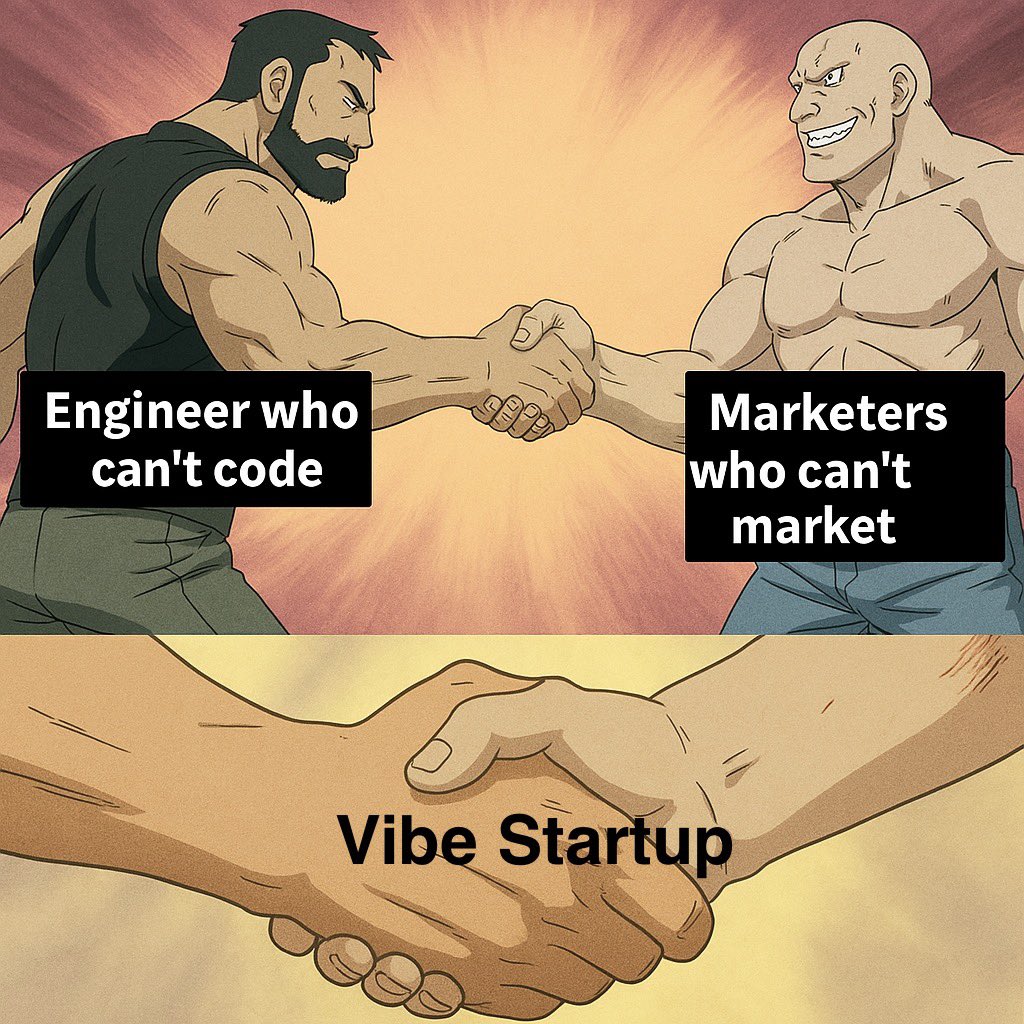 Engineer who
can't code
Marketers
who can't
market
Vibe Startup